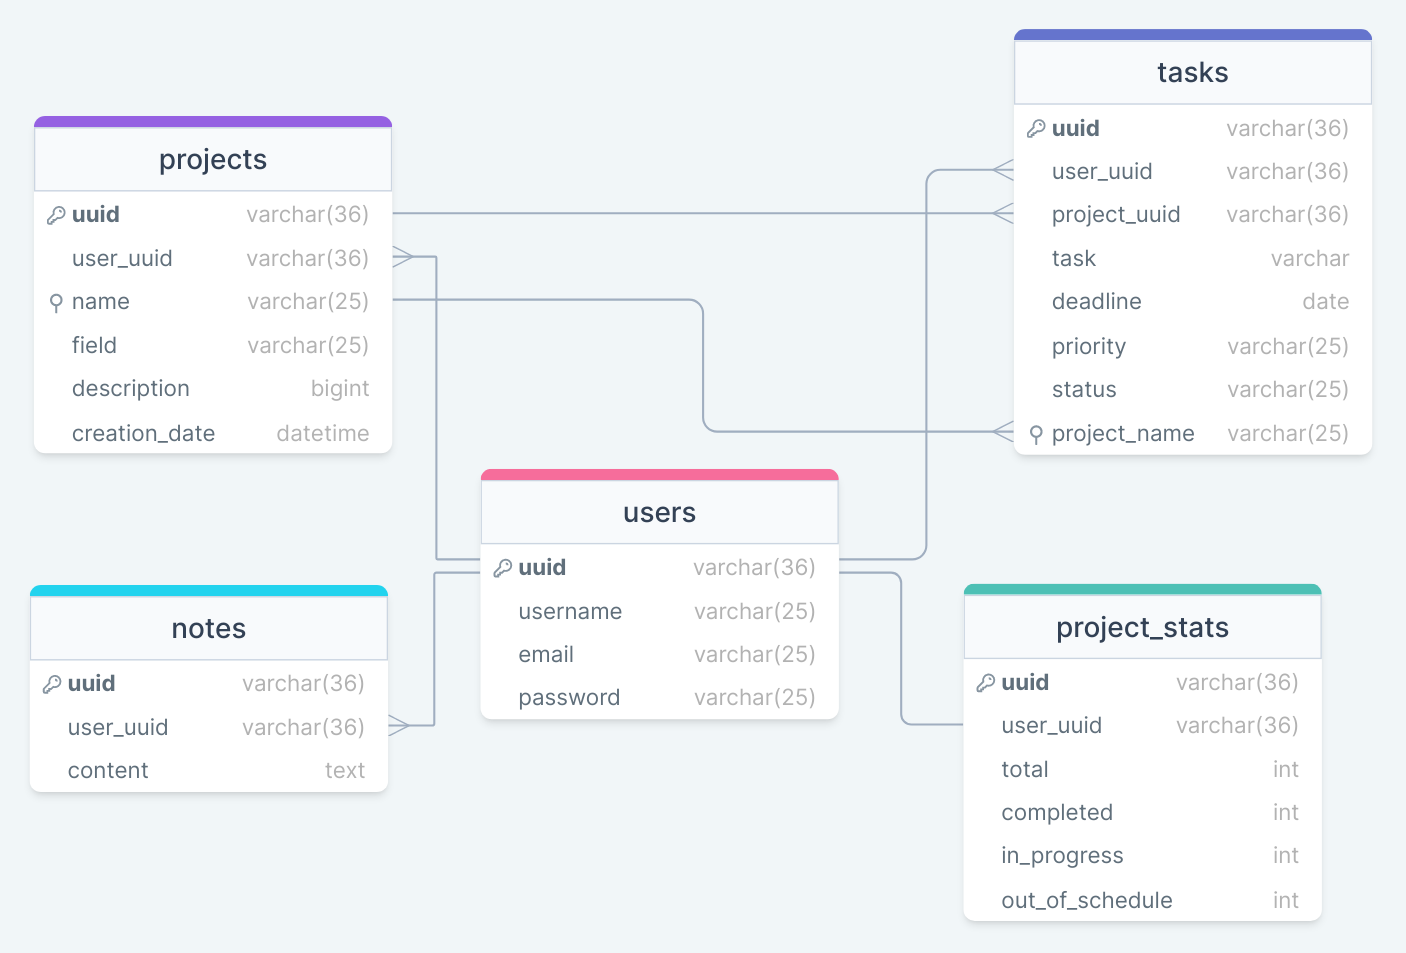 projects
uuid varchar(36)
user_uuid varchar(36)
name varchar(25)
field varchar(25)
description bigint
creation_date datetime
tasks
uuid varchar(36)
user_uuid varchar(36)
project_uuid varchar(36)
task varchar
deadline date
priority varchar(25)
status varchar(25)
project_name varchar(25)
users
uuid varchar(36)
username varchar(25)
email varchar(25)
password varchar(25)
notes
uuid varchar(36)
user_uuid varchar(36)
content text
project_stats
uuid varchar(36)
user_uuid varchar(36)
total int
completed int
in_progress int
out_of_schedule int